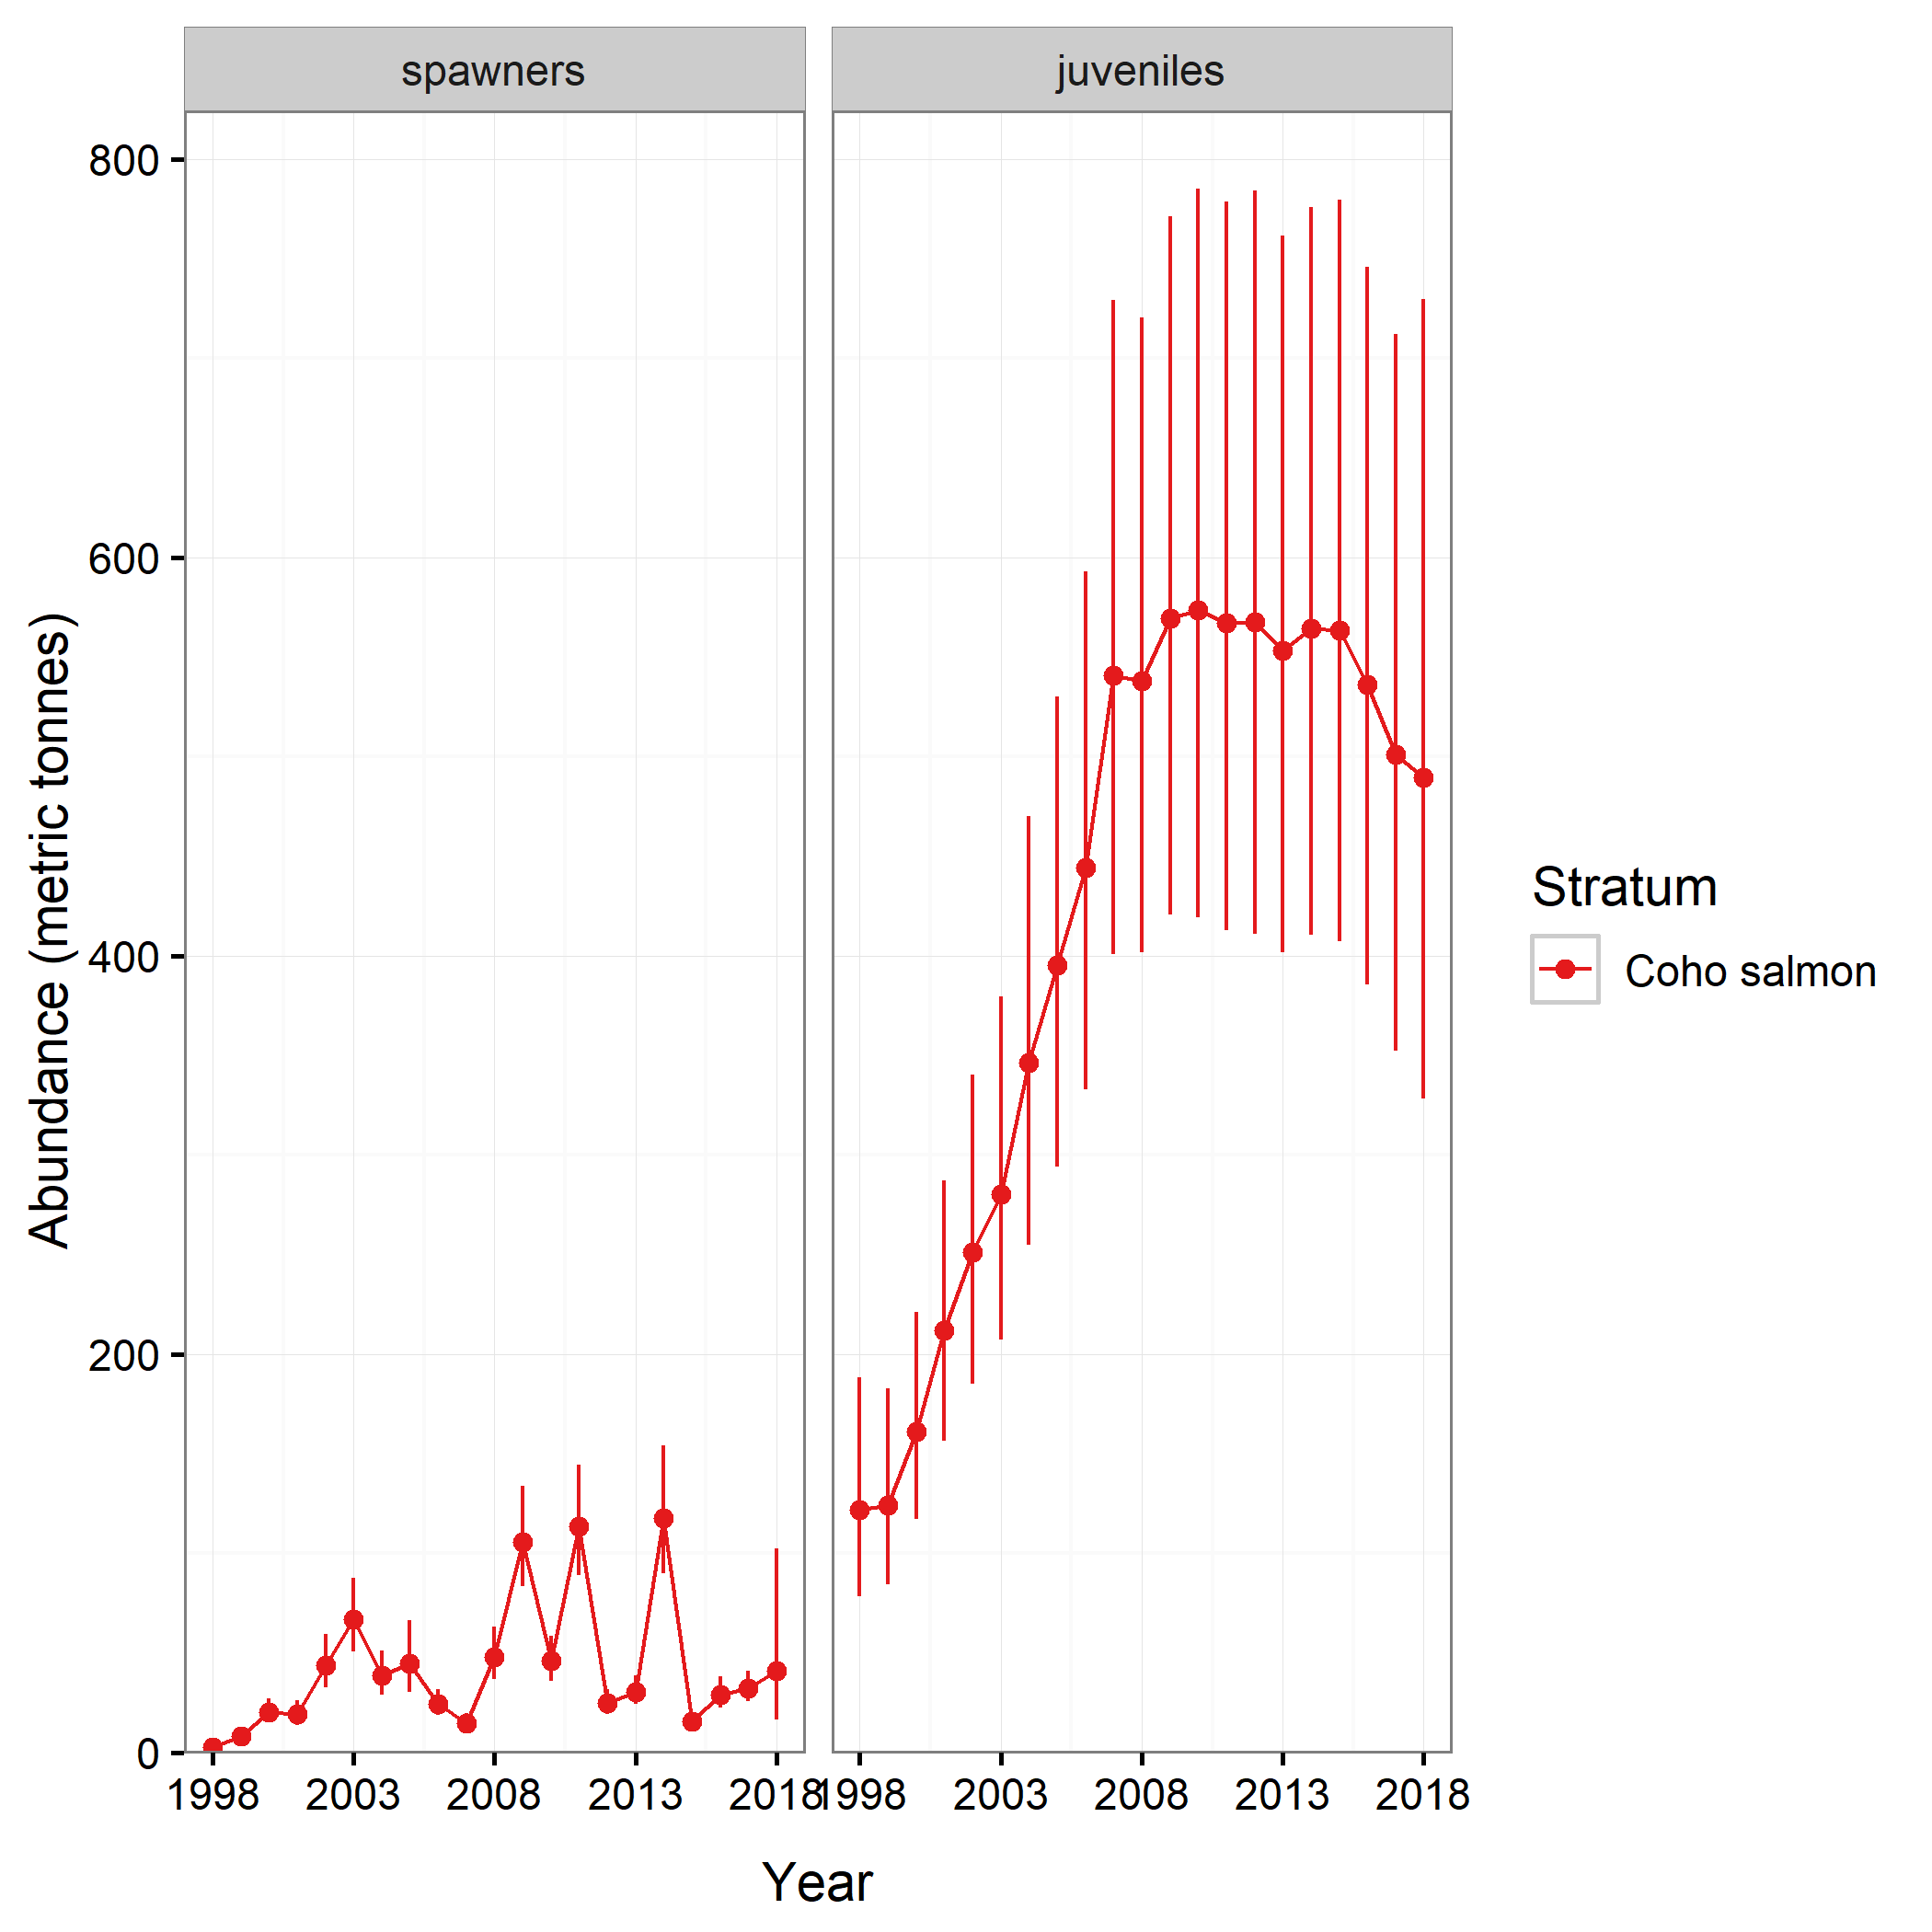 spawners
juveniles
800
600
400
200
0
Abundance (metric tonnes)
1998 2003 2008 2013 2018
1998 2003 2008 2013 2018
Year
Stratum
Coho salmon